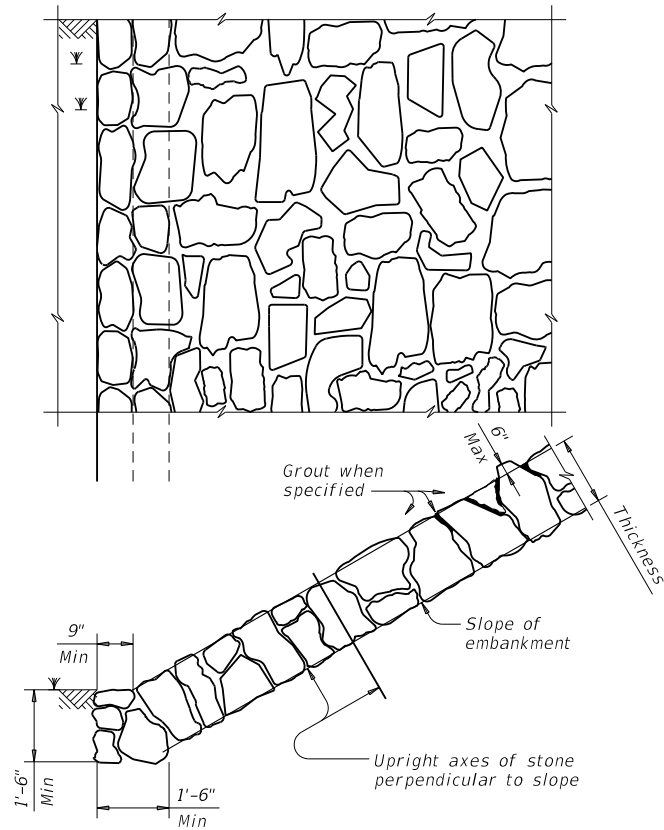 6"
Max
Grout when
specified
Thickness
Slope of
embankment
9"
Min
1'-6"
Min
Upright axes of stone
perpendicular to slope
1'-6"
Min